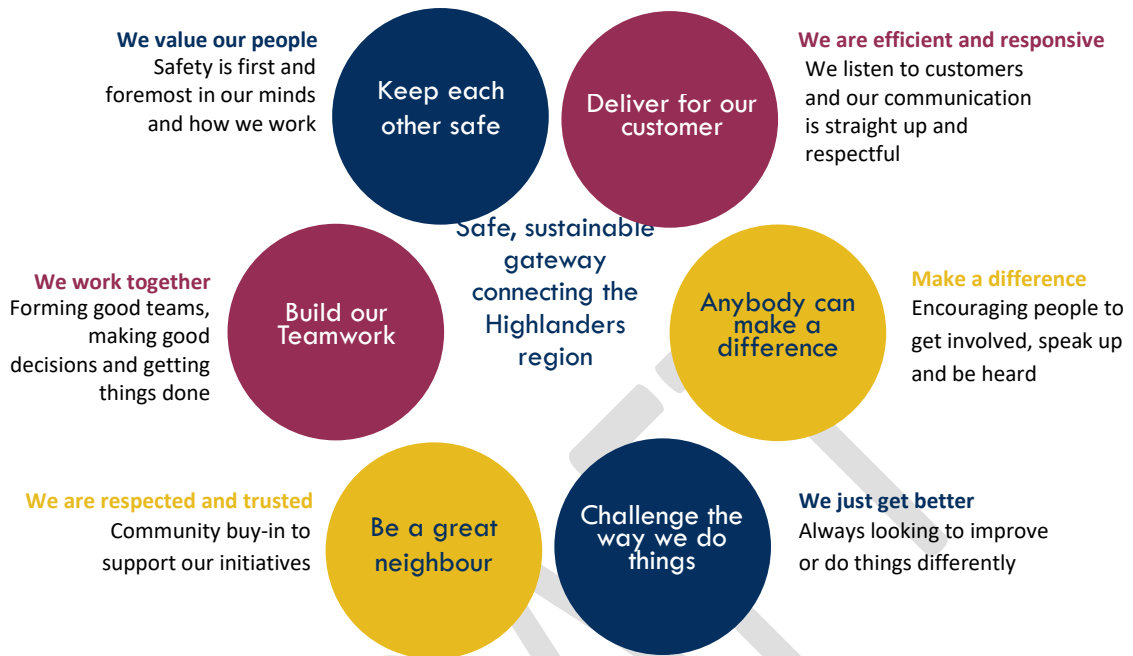 We value our people
Safety is first and
foremost in our minds
and how we work
Keep each
other safe
Deliver for our
customer
We are efficient and responsive
We listen to customers
and our communication
is straight up and
respectful
Safe, sustainable
gateway
connecting the
Highlanders
region
We work together
Forming good teams,
making good
decisions and getting
things done
Build our
Teamwork
Anybody can
make a
difference
Make a difference
Encouraging people to
get involved, speak up
and be heard
We are respected and trusted
Community buy-in to
support our initiatives
Be a great
neighbour
Challenge the
way we do
things
We just get better
Always looking to improve
or do things differently